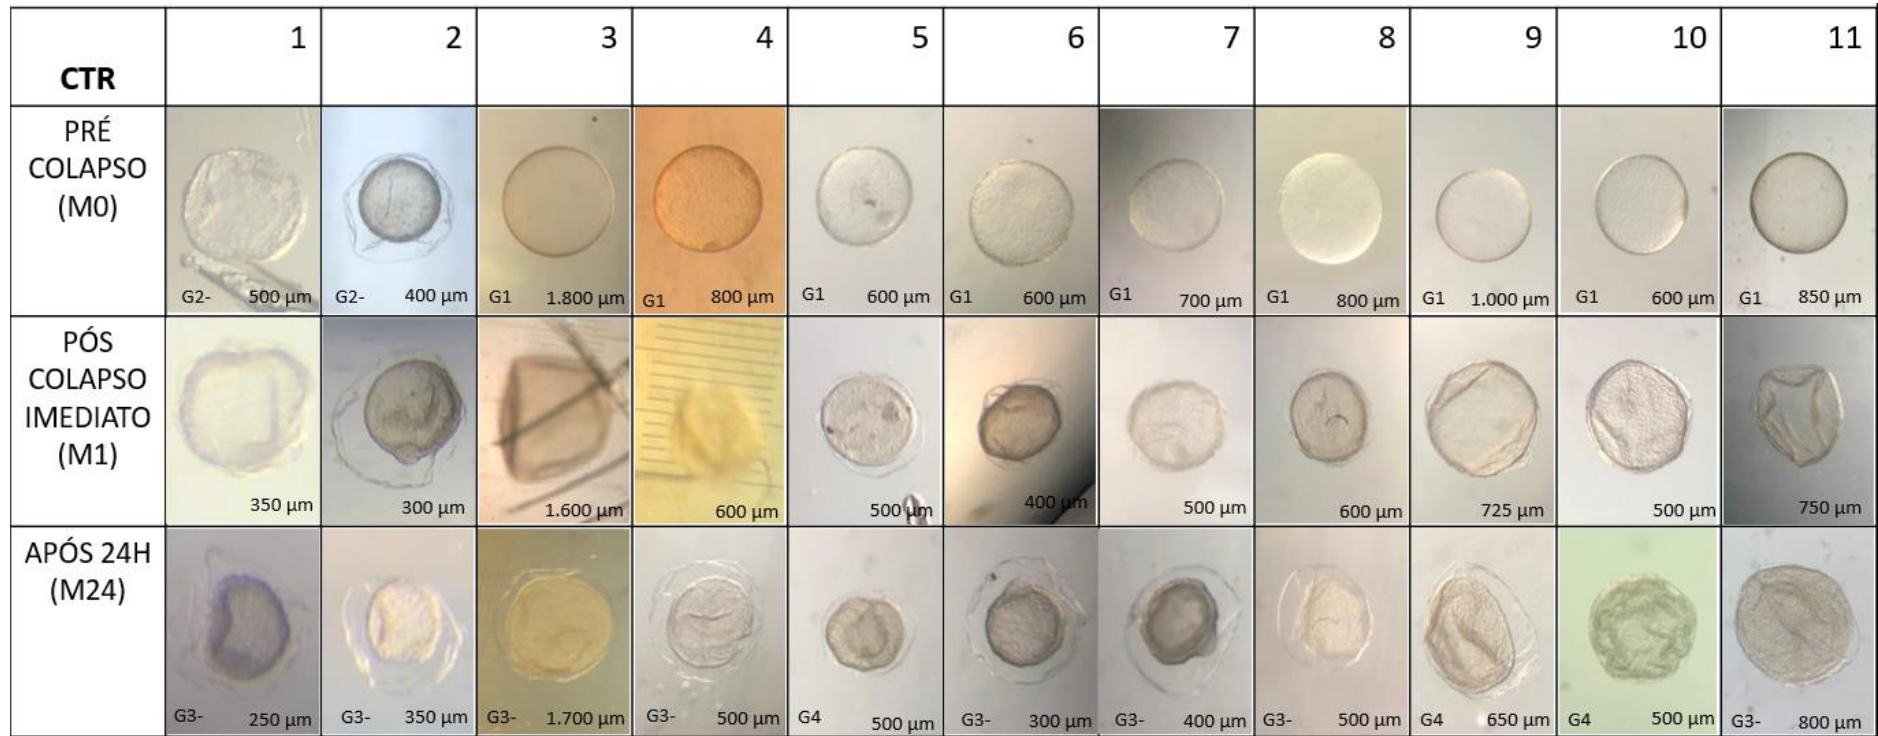 CTR 1 2 3 4 5 6 7 8 9 10 11
PRÉ
COLAPSO
(M0)
G2- 500 µm G2- 400 µm G1 1.800 µm G1 800 µm G1 600 µm G1 600 µm G1 700 µm G1 800 µm G1 1.000 µm G1 600 µm G1 850 µm
PÓS
COLAPSO
IMEDIATO
(M1)
350 µm 300 µm 1.600 µm 600 µm 500 µm 400 µm 500 µm 600 µm 725 µm 500 µm 750 µm
APÓS 24H
(M24)
G3- 250 µm G3- 350 µm G3- 1.700 µm G3- 500 µm G4 500 µm G3- 300 µm G3- 400 µm G3- 500 µm G4 650 µm G4 500 µm G3- 800 µm